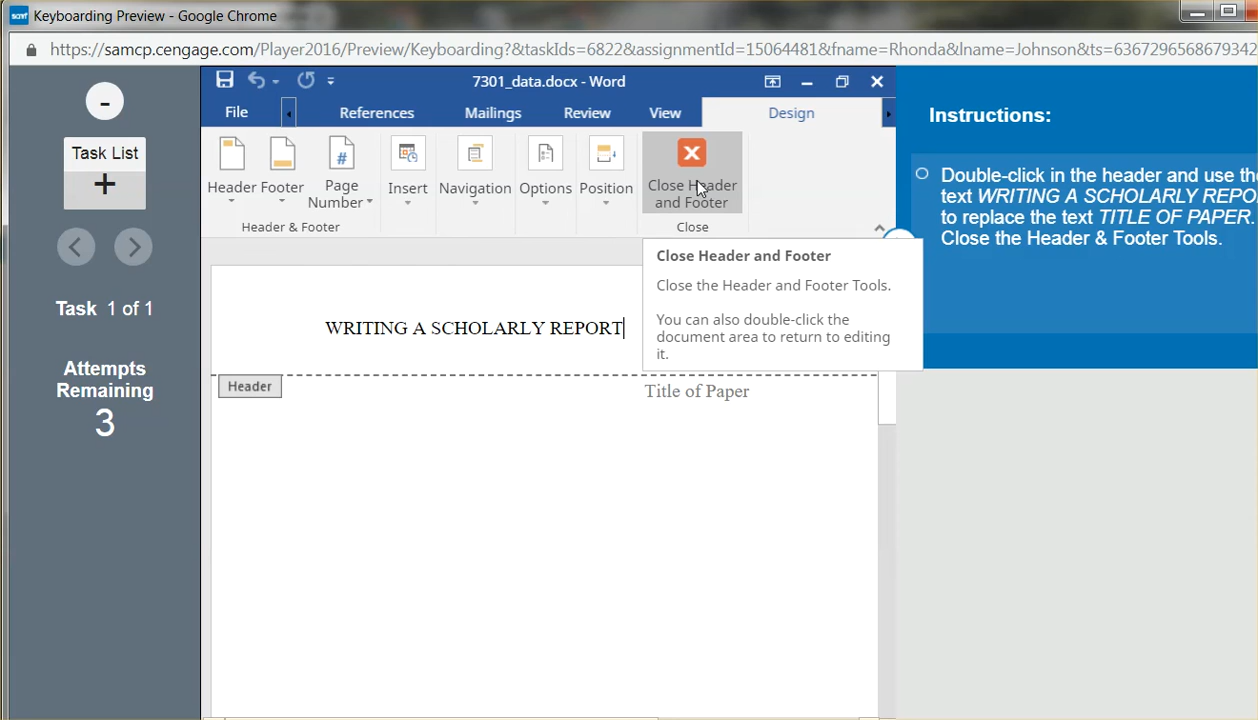 Keyboarding Preview - Google Chrome
https://samcp.cengage.com/Player2016/Preview/Keyboarding?&taskIds=6822&assignmentId=15064481&fname=Rhonda&lname=Johnson&ts=6367296568679342
-
Task List
+
Task 1 of 1
Attempts
Remaining
3
7301_data.docx - Word
File References Mailings Review View Design
Header Footer Page Number Insert Navigation Options Position Close Header and Footer
Header & Footer Close
Close Header and Footer
Close the Header and Footer Tools.
You can also double-click the
document area to return to editing
it.
WRITING A SCHOLARLY REPORT
Header
Title of Paper
Instructions:
Double-click in the header and use the
text WRITING A SCHOLARLY REPO
to replace the text TITLE OF PAPER.
Close the Header & Footer Tools.